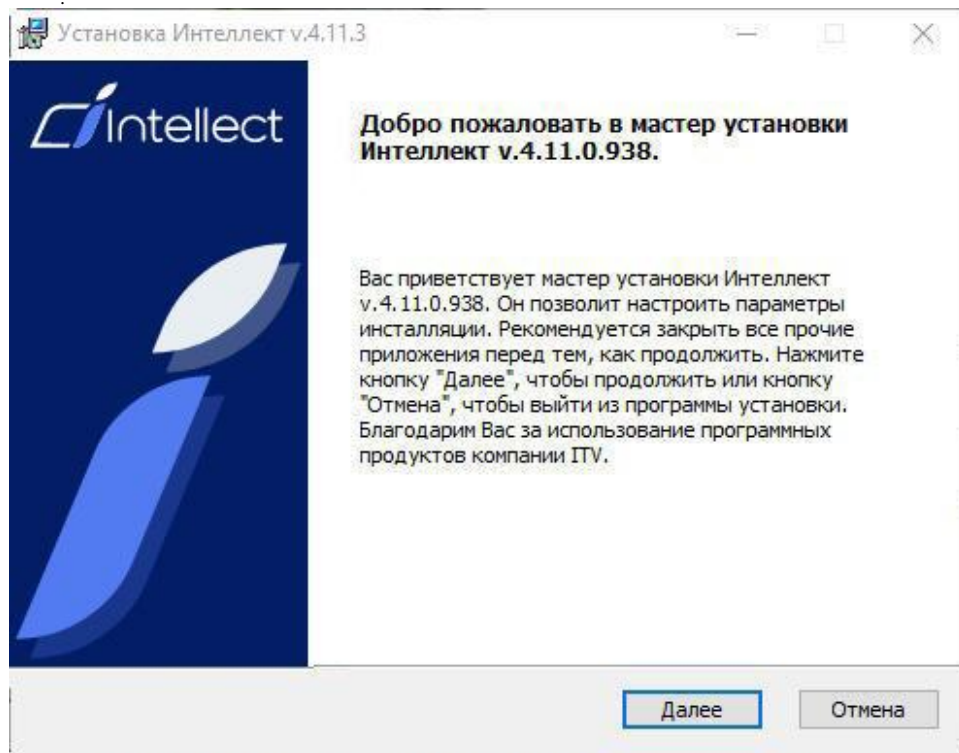 Установка Интеллект v.4.11.3
Intellect
Добро пожаловать в мастер установки
Интеллект v.4.11.0.938.
Вас приветствует мастер установки Интеллект
v.4.11.0.938. Он позволит настроить параметры
инсталляции. Рекомендуется закрыть все прочие
приложения перед тем, как продолжить. Нажмите
кнопку "Далее", чтобы продолжить или кнопку
"Отмена", чтобы выйти из программы установки.
Благодарим Вас за использование программных
продуктов компании ITV.
Далее
Отмена